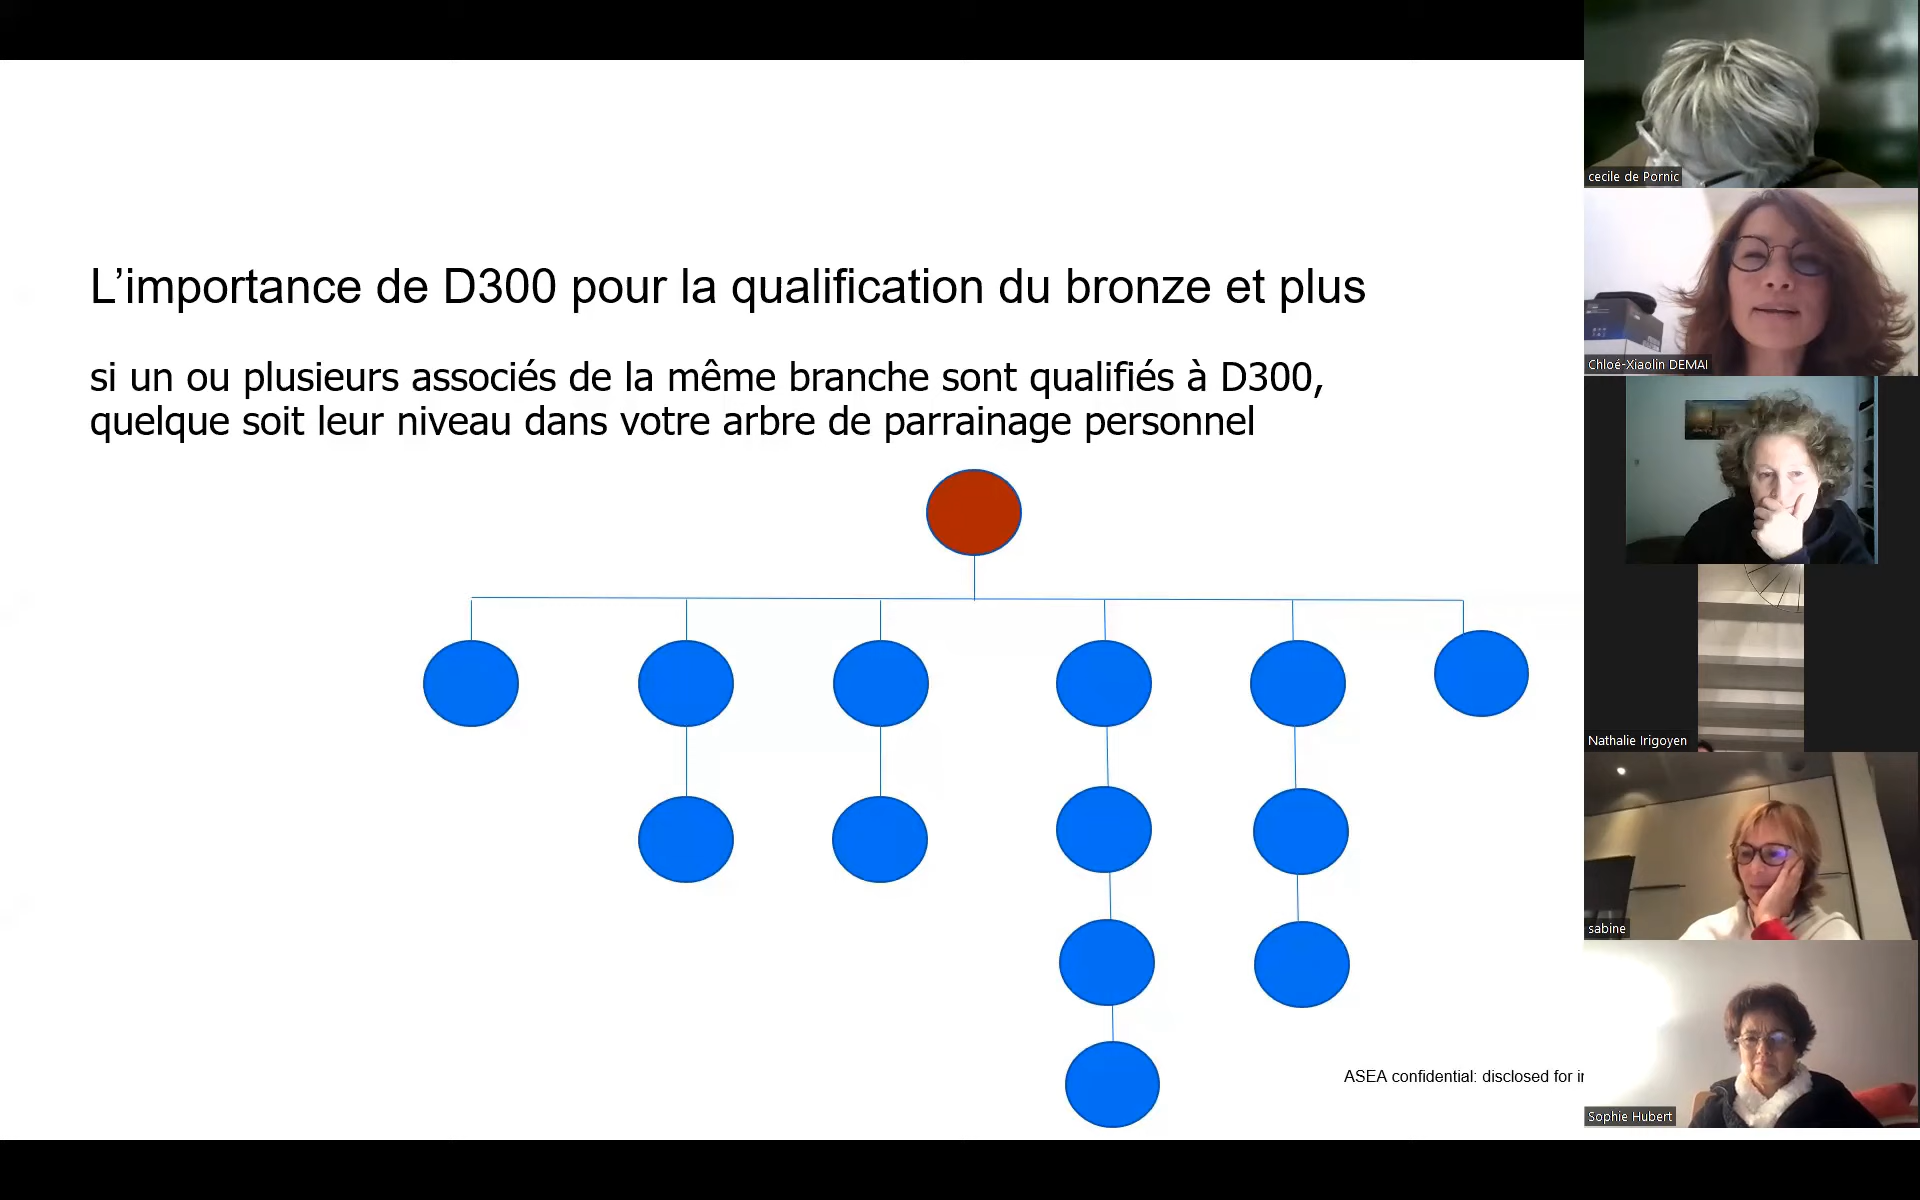 L’importance de D300 pour la qualification du bronze et plus
si un ou plusieurs associés de la même branche sont qualifiés à D300,
quelque soit leur niveau dans votre arbre de parrainage personnel
ASEA confidential: disclosed for
cecile de Pornic
Chloé-Xiaolin DEMAI
Nathalie Irigoyen
sabine
Sophie Hubert